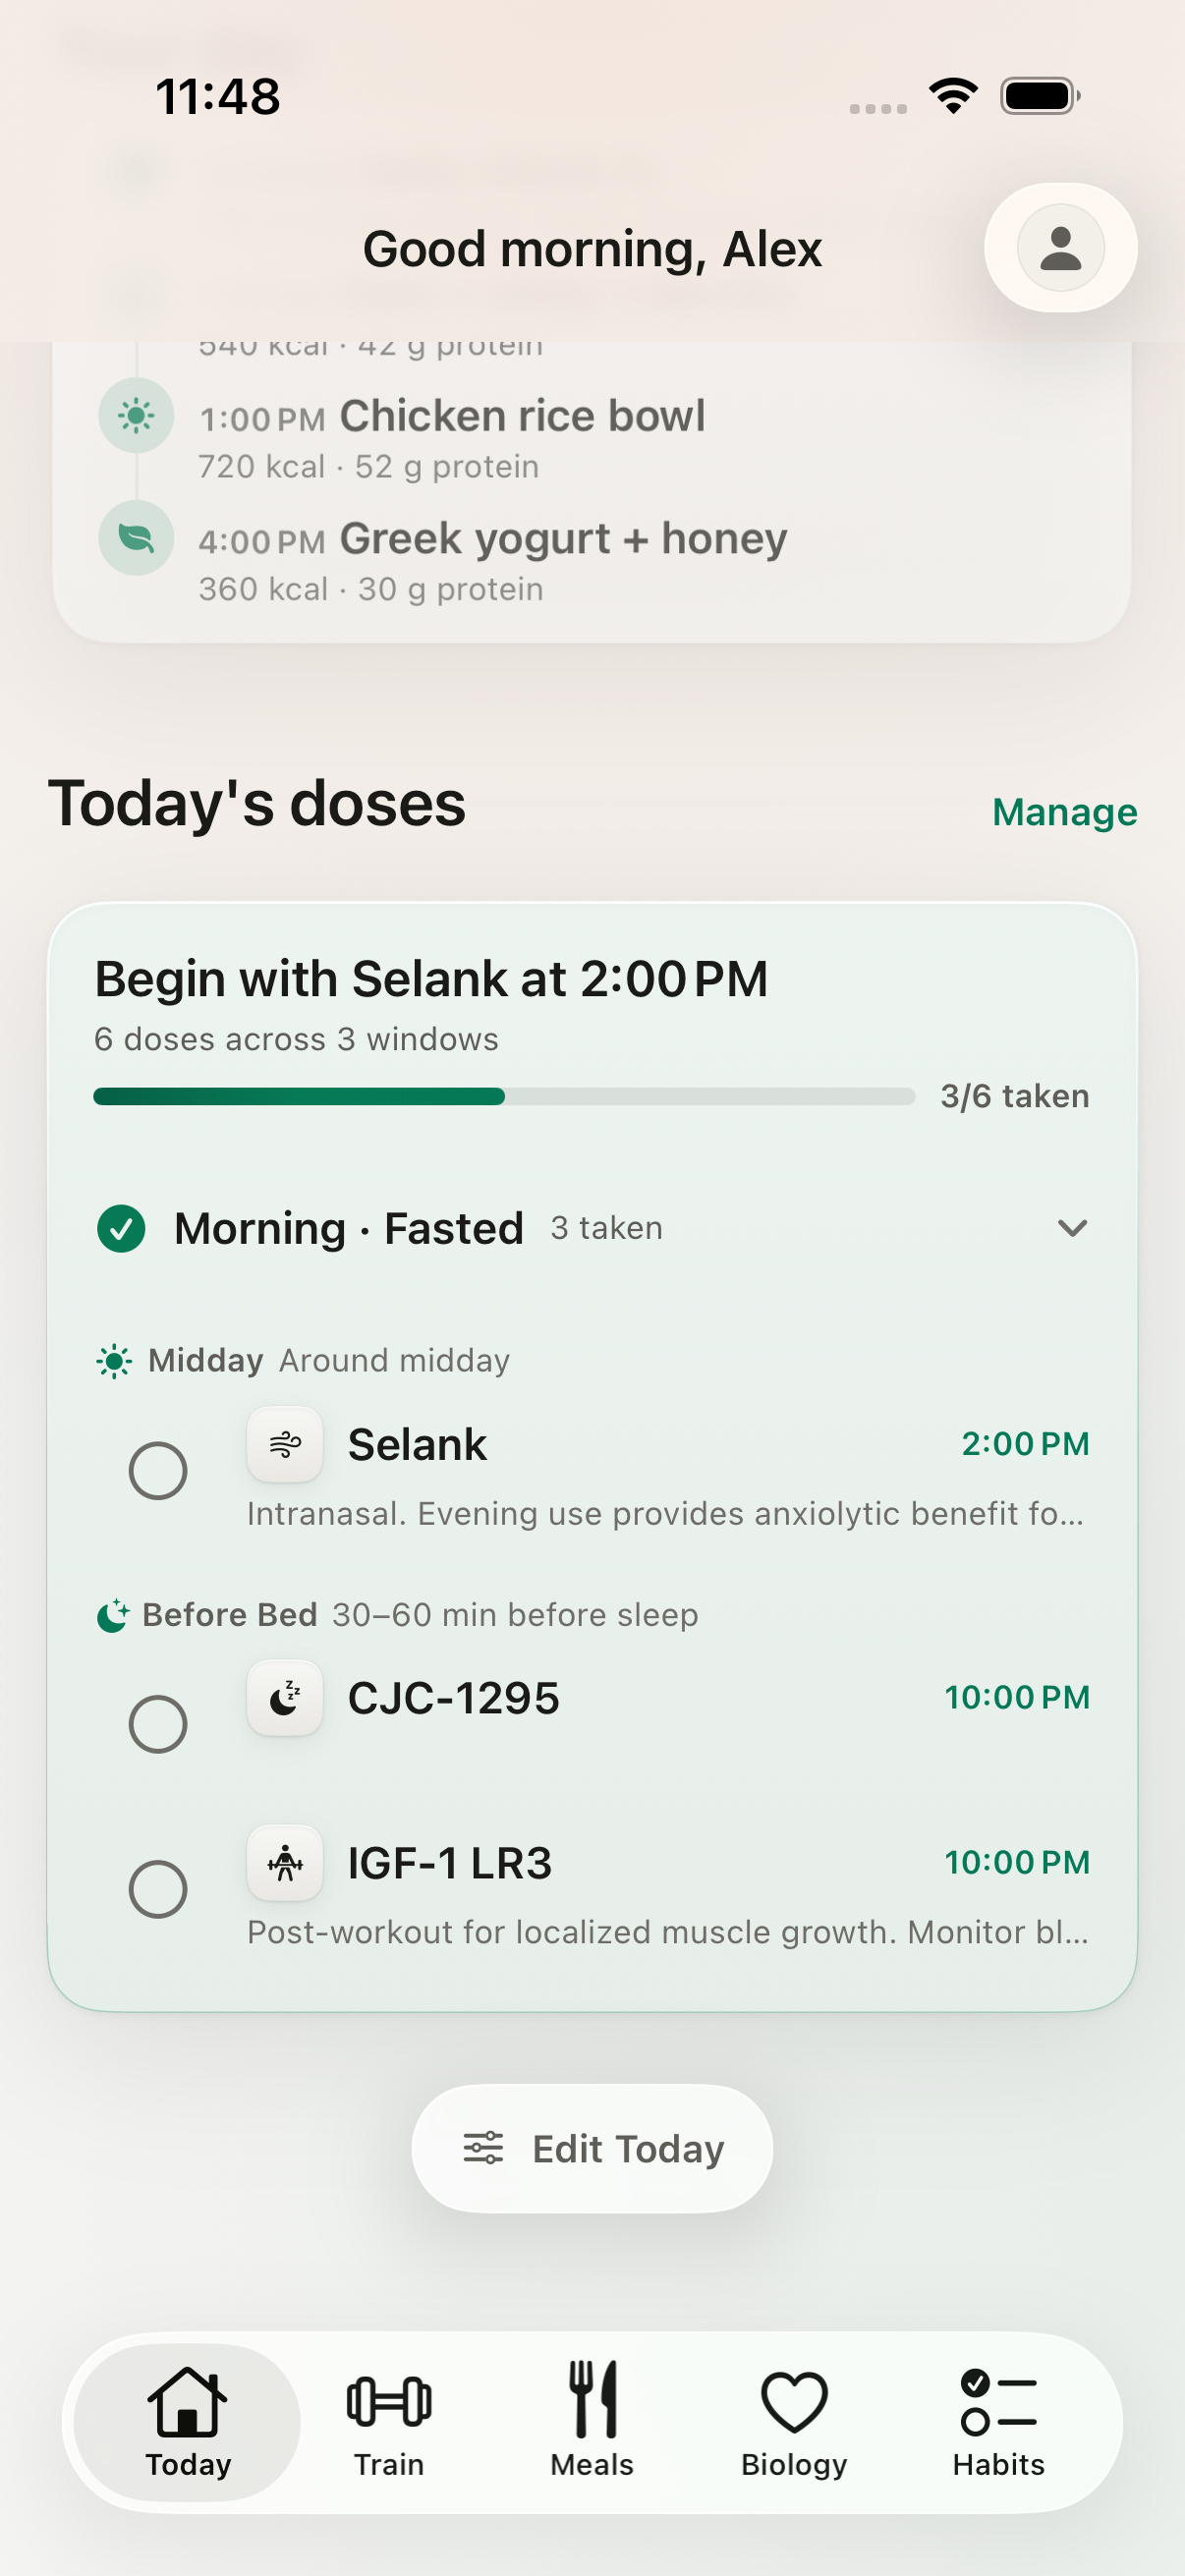 11:48
Good morning, Alex
540 kcal · 42 g protein
1:00 PM Chicken rice bowl
720 kcal · 52 g protein
4:00 PM Greek yogurt + honey
360 kcal · 30 g protein
Today's doses
Manage
Begin with Selank at 2:00 PM
6 doses across 3 windows
3/6 taken
Morning · Fasted 3 taken
Midday Around midday
Selank 2:00 PM
Intranasal. Evening use provides anxiolytic benefit fo...
Before Bed 30–60 min before sleep
CJC-1295 10:00 PM
IGF-1 LR3 10:00 PM
Post-workout for localized muscle growth. Monitor bl...
Edit Today
Today Train Meals Biology Habits